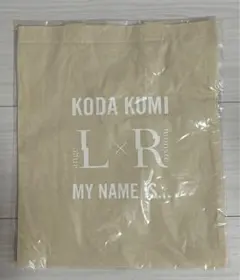 KODA KUMI
L × R
MY NAME IS...